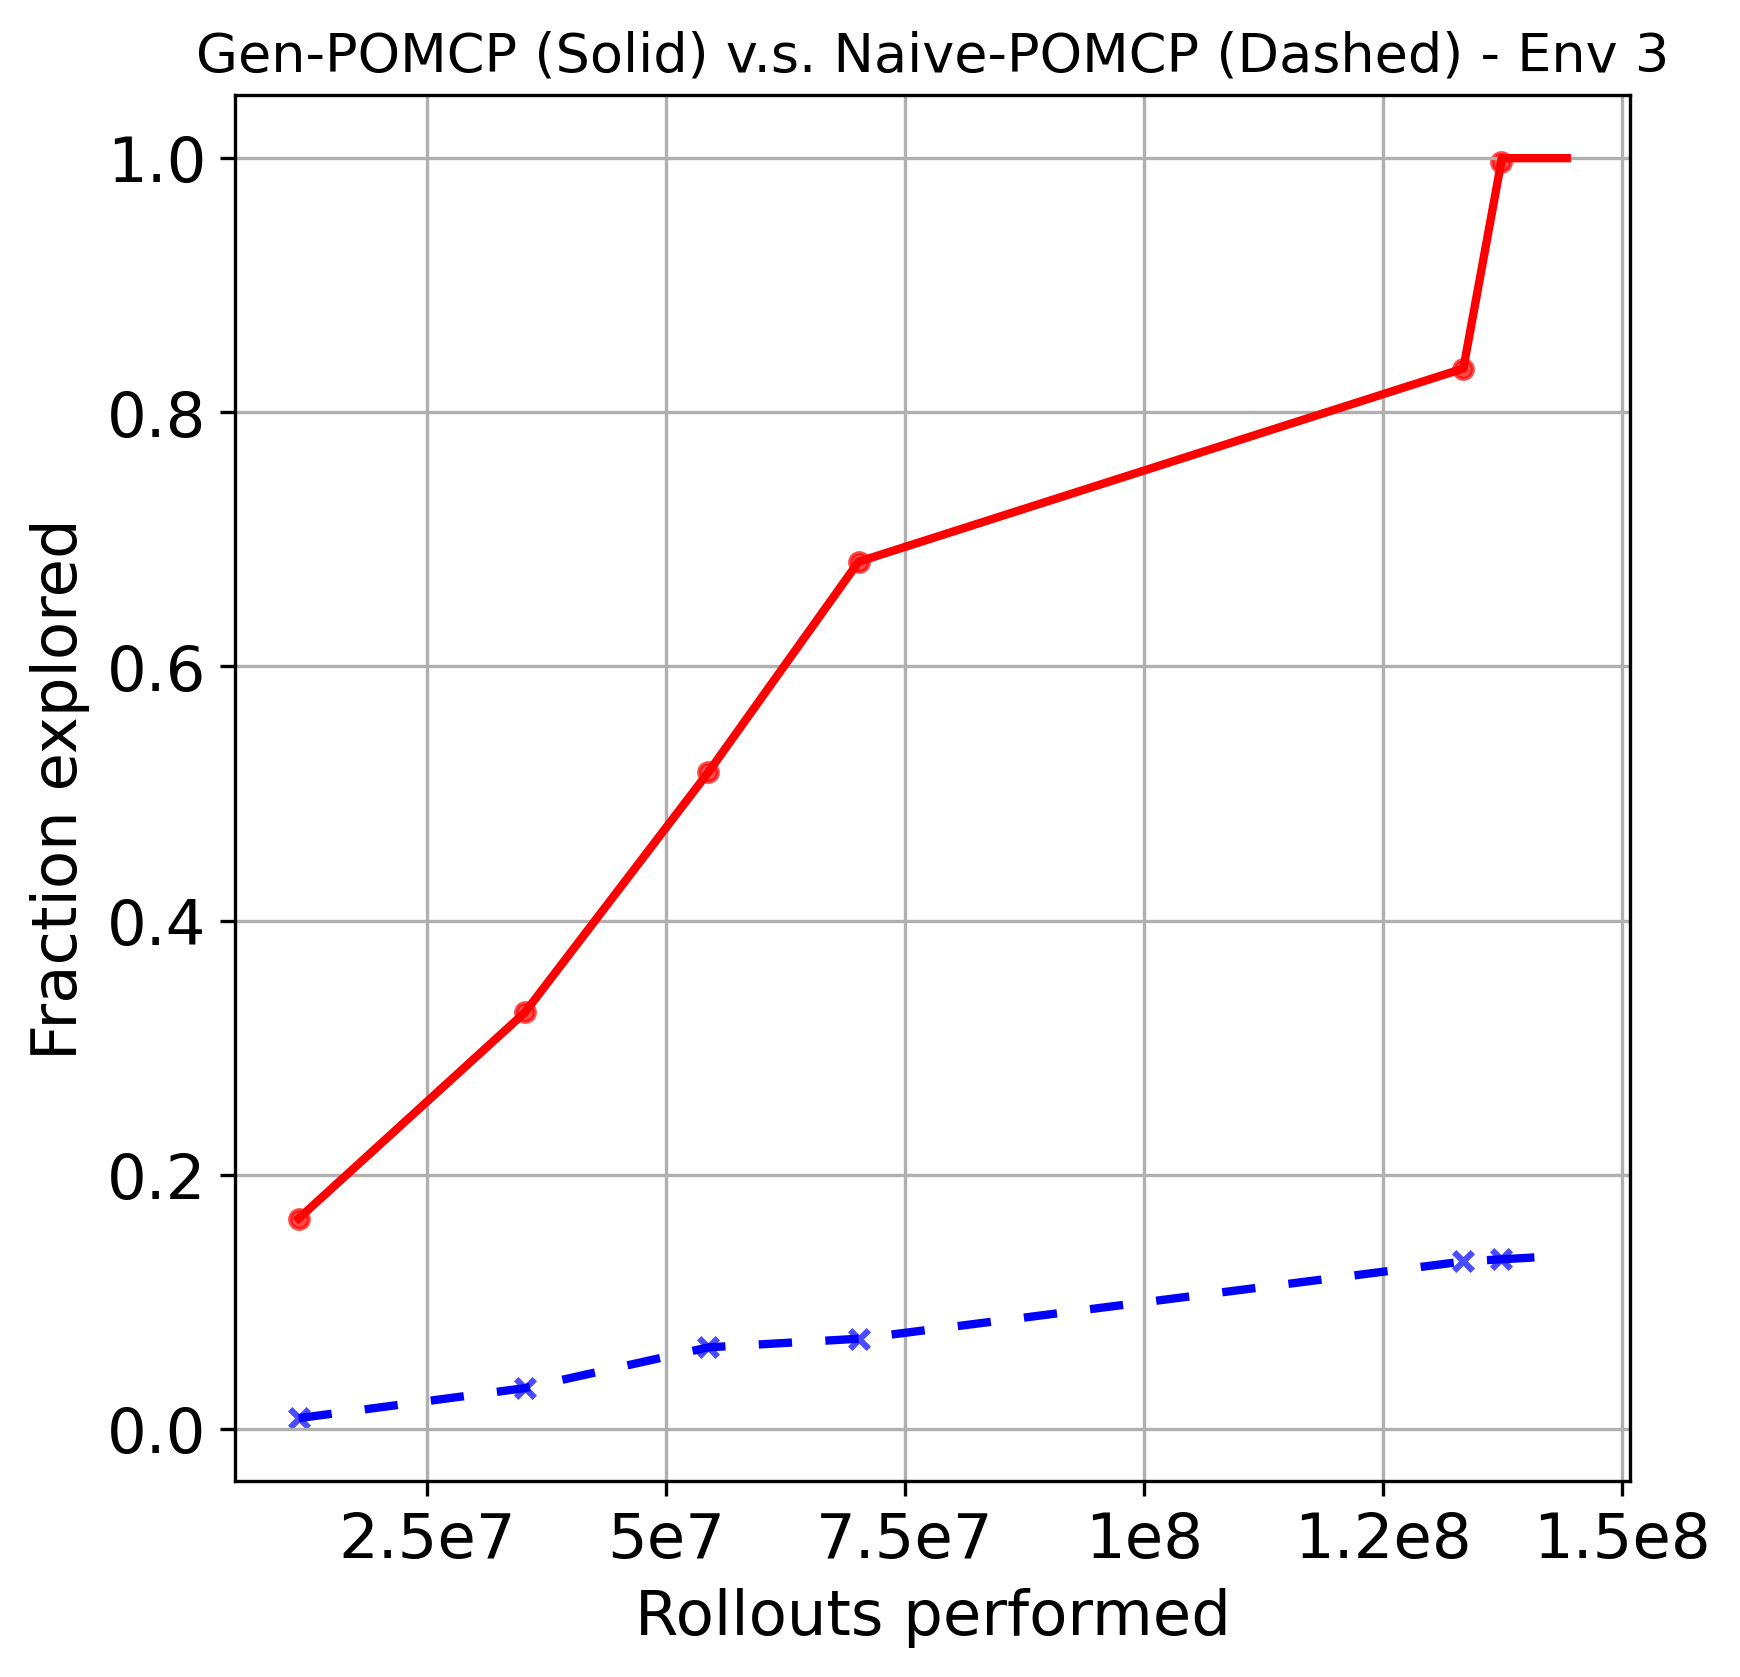 Gen-POMCP (Solid) v.s. Naive-POMCP (Dashed) - Env 3
1.0
0.8
0.6
0.4
0.2
0.0
Fraction explored
2.5e7 5e7 7.5e7 1e8 1.2e8 1.5e8
Rollouts performed